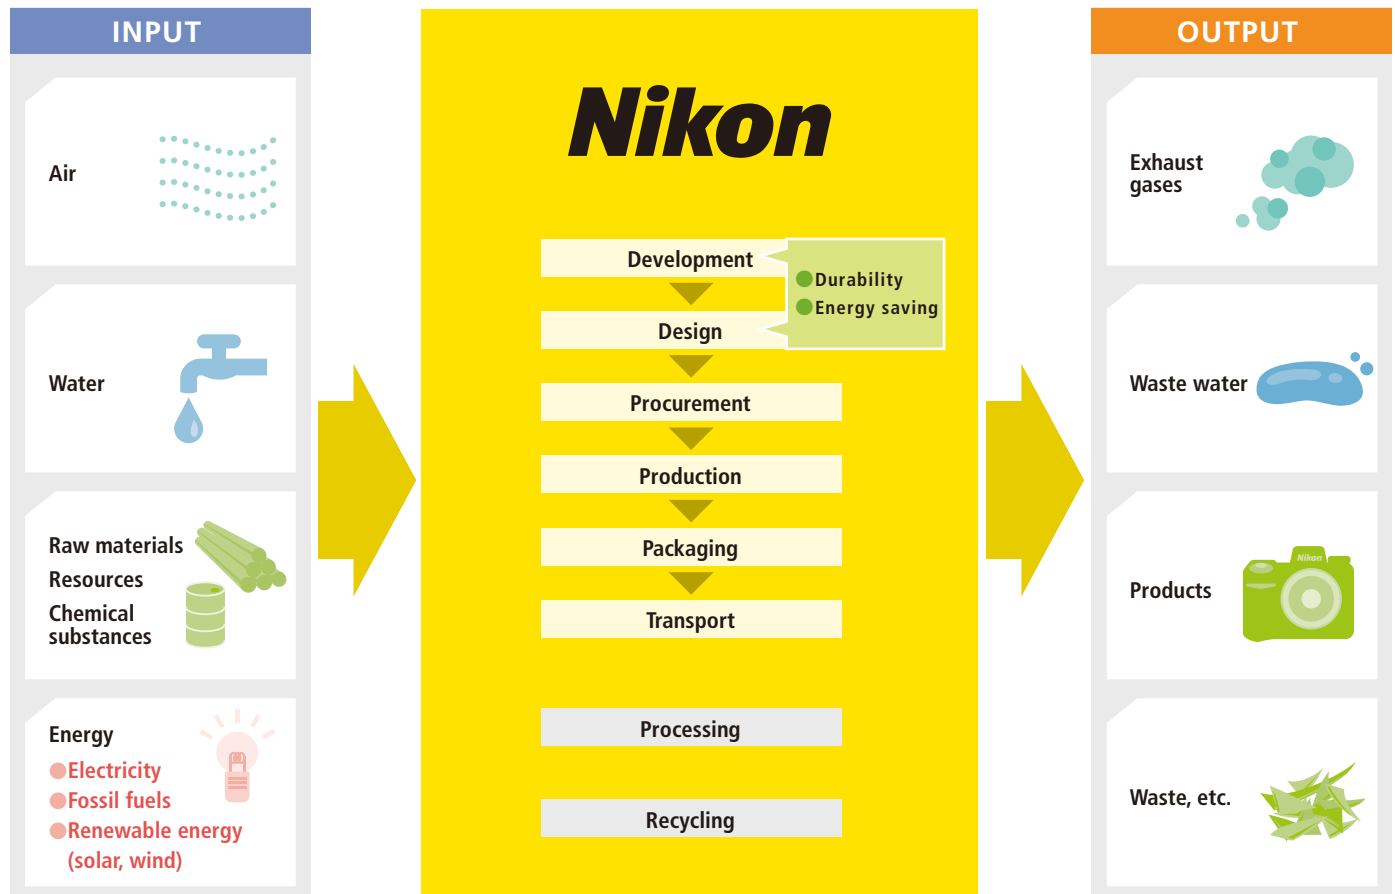 INPUT
Air
Water
Raw materials
Resources
Chemical
substances
Energy
Electricity
Fossil fuels
Renewable energy
(solar, wind)
Nikon
Development
Design
Durability
Energy saving
Procurement
Production
Packaging
Transport
Processing
Recycling
OUTPUT
Exhaust
gases
Waste water
Nikon
Products
Waste, etc.